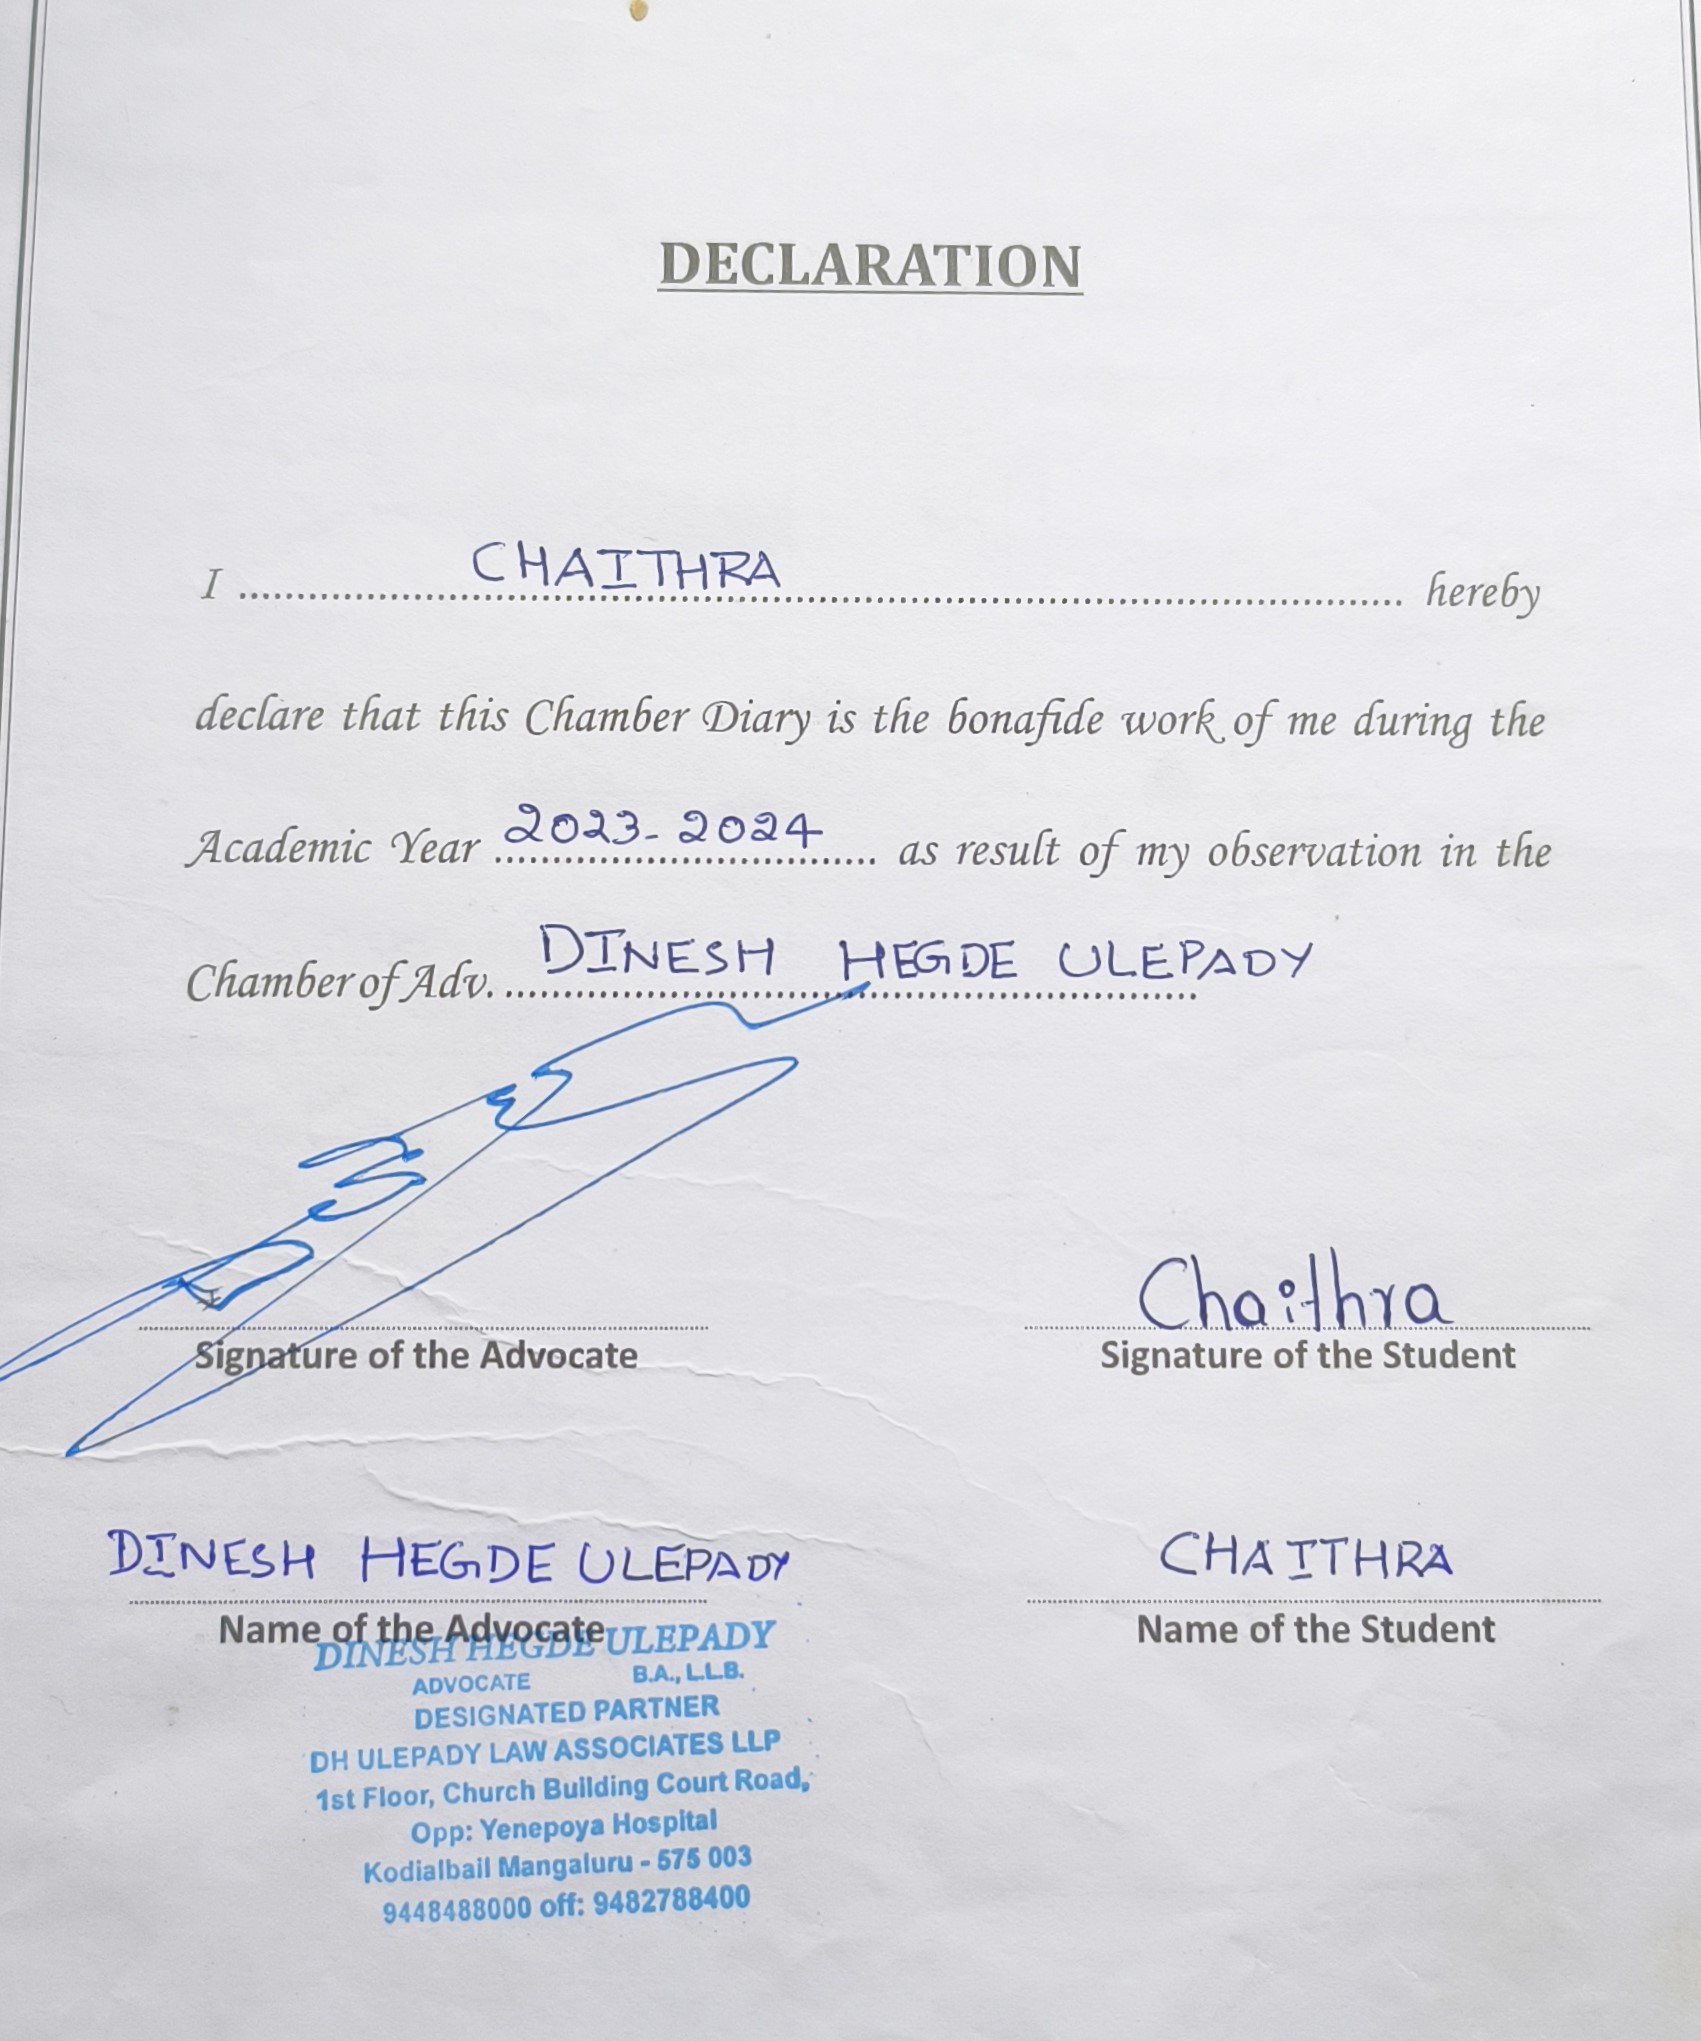 DECLARATION
I CHAITHRA hereby
declare that this Chamber Diary is the bonafide work of me during the
Academic Year 2023-2024 as result of my observation in the
Chamber of Adv. DINESH HEGDE ULEPADY
Chaithra
Signature of the Advocate Signature of the Student
DINESH HEGDE ULEPADY CHAITHRA
Name of the Advocate Name of the Student
DINESH HEGDE ULEPADY
ADVOCATE B.A., L.L.B.
DESIGNATED PARTNER
DH ULEPADY LAW ASSOCIATES LLP
1st Floor, Church Building Court Road,
Opp: Yenepoya Hospital
Kodialbail Mangaluru - 575 003
9448488000 off: 9482788400